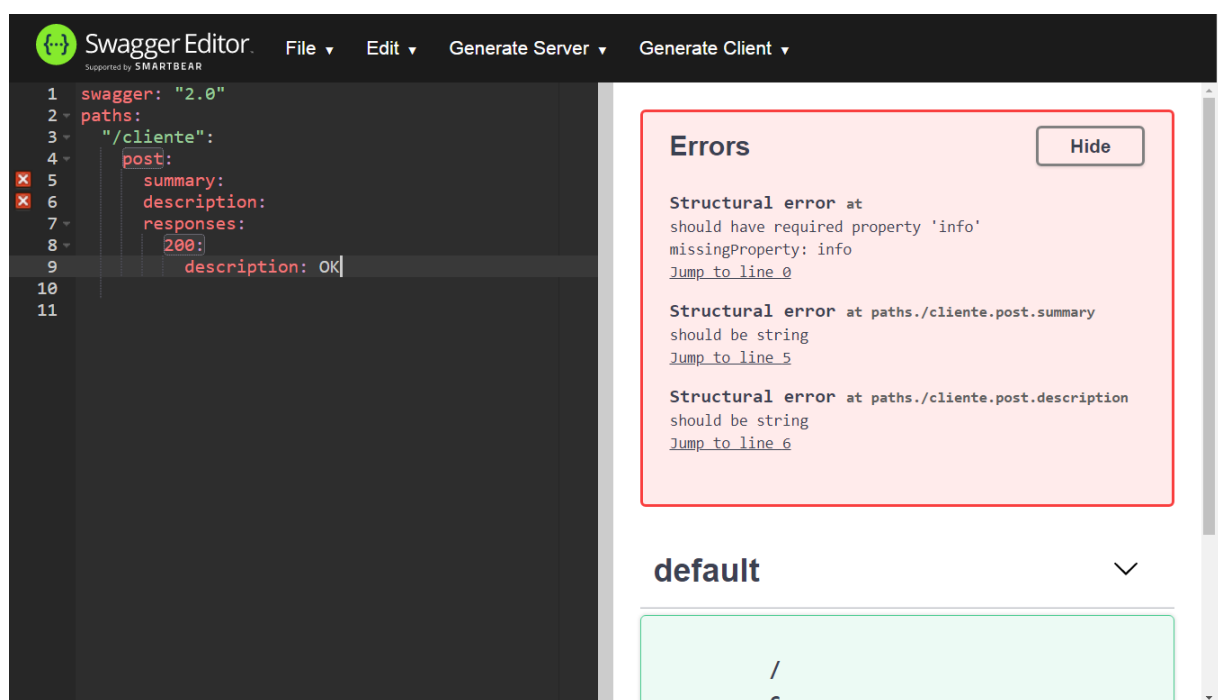 Swagger Editor.
Supported by SMARTBEAR
File ▾ Edit ▾ Generate Server ▾ Generate Client ▾
1 swagger: "2.0"
2 paths:
3 "/cliente":
4 post:
5 summary:
6 description:
7 responses:
8 200:
9 description: OK
10
11
Errors
Hide
Structural error at
should have required property 'info'
missingProperty: info
Jump to line 0
Structural error at paths./cliente.post.summary
should be string
Jump to line 5
Structural error at paths./cliente.post.description
should be string
Jump to line 6
default
/